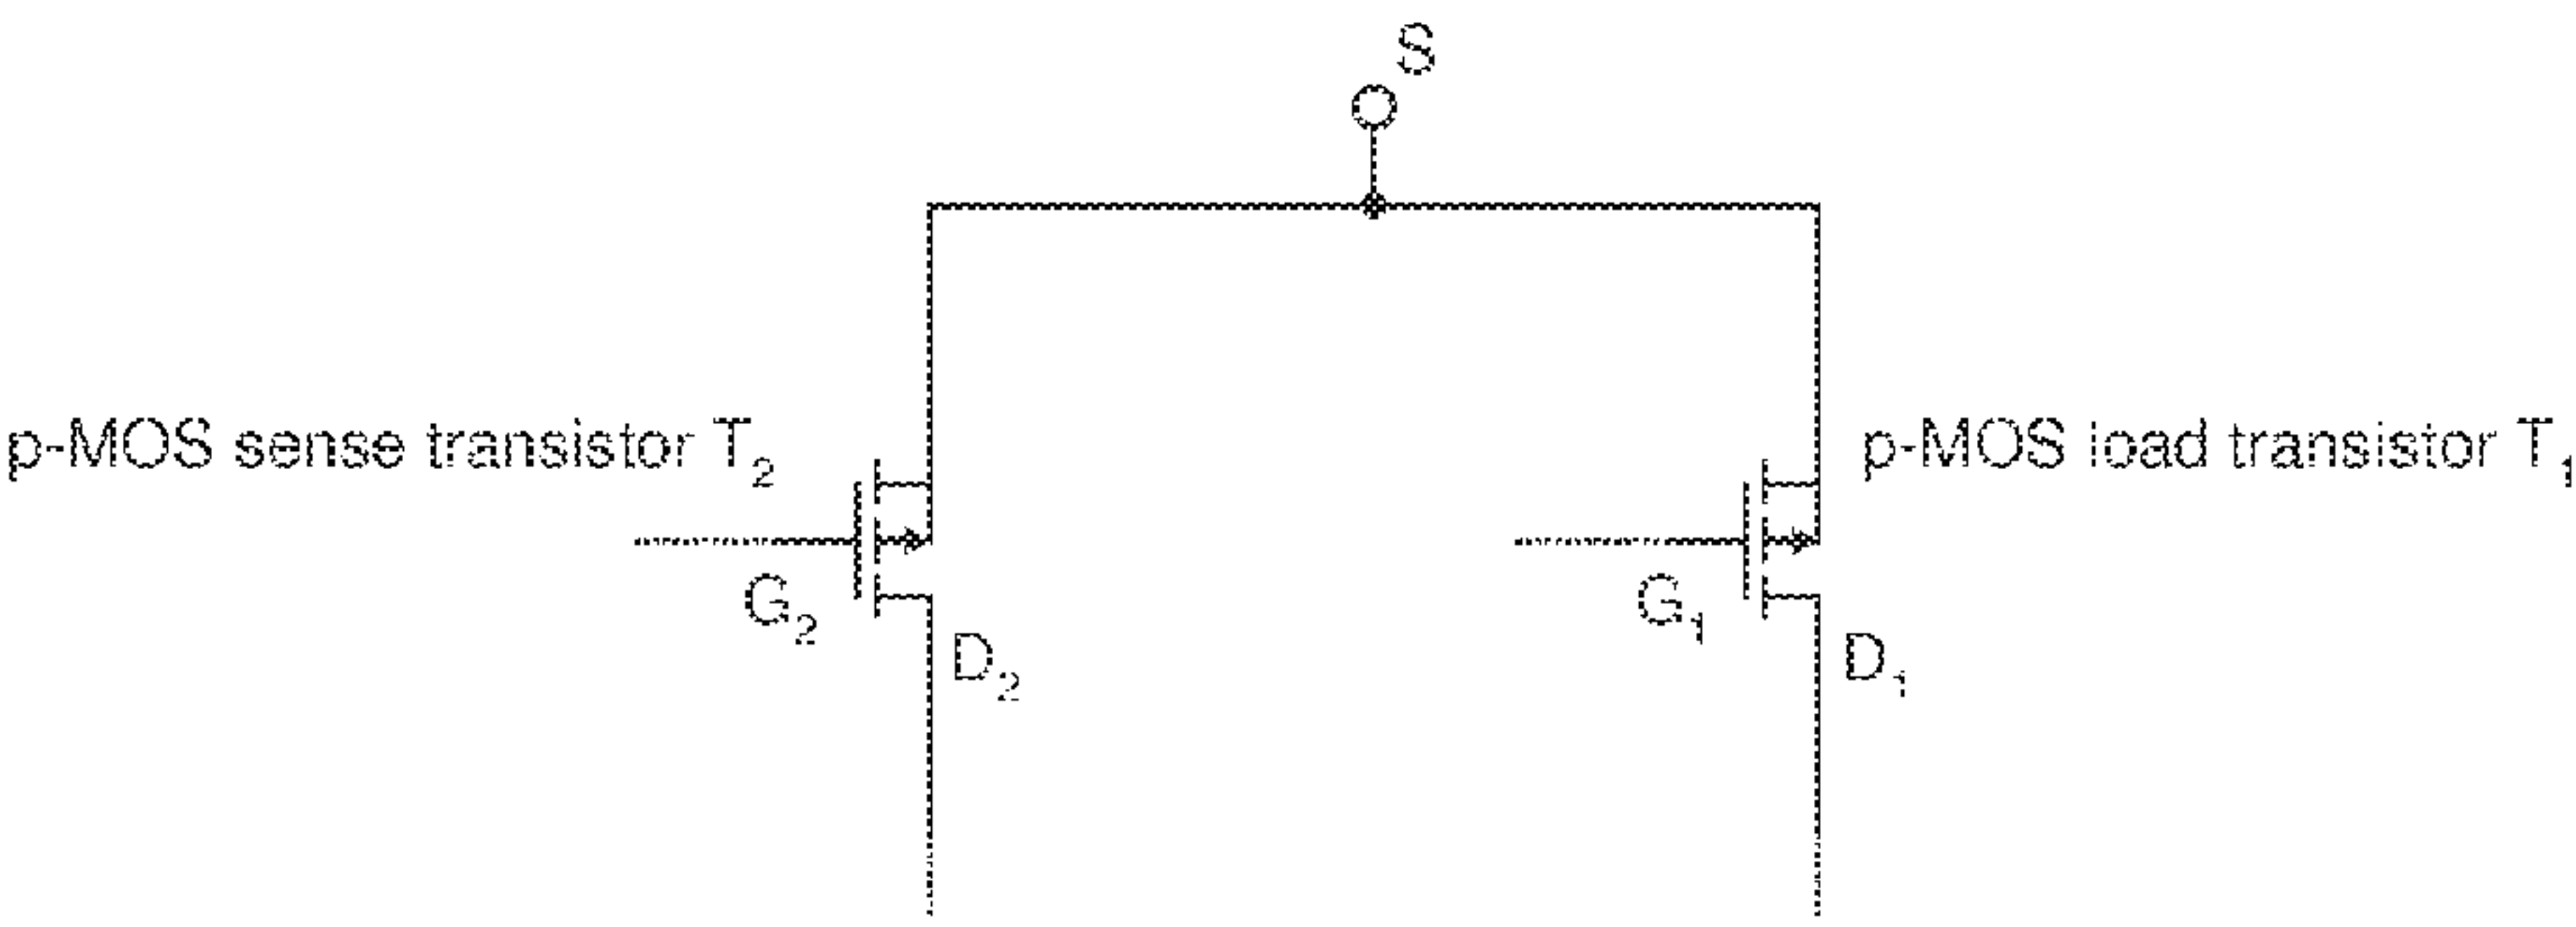 S
p-MOS sense transistor T₂
p-MOS load transistor T₁
G₂
G₁
D₂
D₁